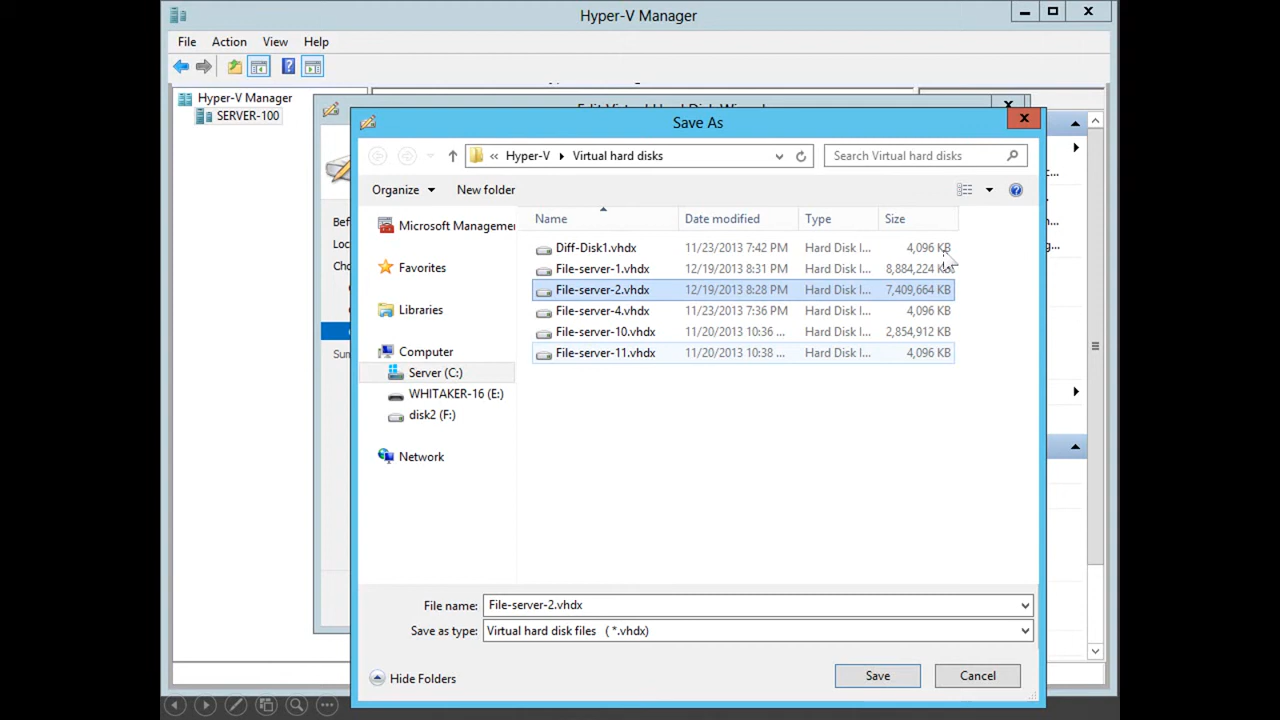 Hyper-V Manager
File Action View Help
Hyper-V Manager
SERVER-100
Save As
« Hyper-V Virtual hard disks
Search Virtual hard disks
Organize New folder
Microsoft Manageme
Favorites
Libraries
Computer
Server (C:)
WHITAKER-16 (E:)
disk2 (F:)
Network
Name Date modified Type Size
Diff-Disk1.vhdx 11/23/2013 7:42 PM Hard Disk I... 4,096 KB
File-server-1.vhdx 12/19/2013 8:31 PM Hard Disk I... 8,884,224 KB
File-server-2.vhdx 12/19/2013 8:28 PM Hard Disk I... 7,409,664 KB
File-server-4.vhdx 11/23/2013 7:36 PM Hard Disk I... 4,096 KB
File-server-10.vhdx 11/20/2013 10:36 ... Hard Disk I... 2,854,912 KB
File-server-11.vhdx 11/20/2013 10:38 ... Hard Disk I... 4,096 KB
Bef
Loc
Cho
Sum
File name: File-server-2.vhdx
Save as type: Virtual hard disk files (*.vhdx)
Hide Folders
Save Cancel